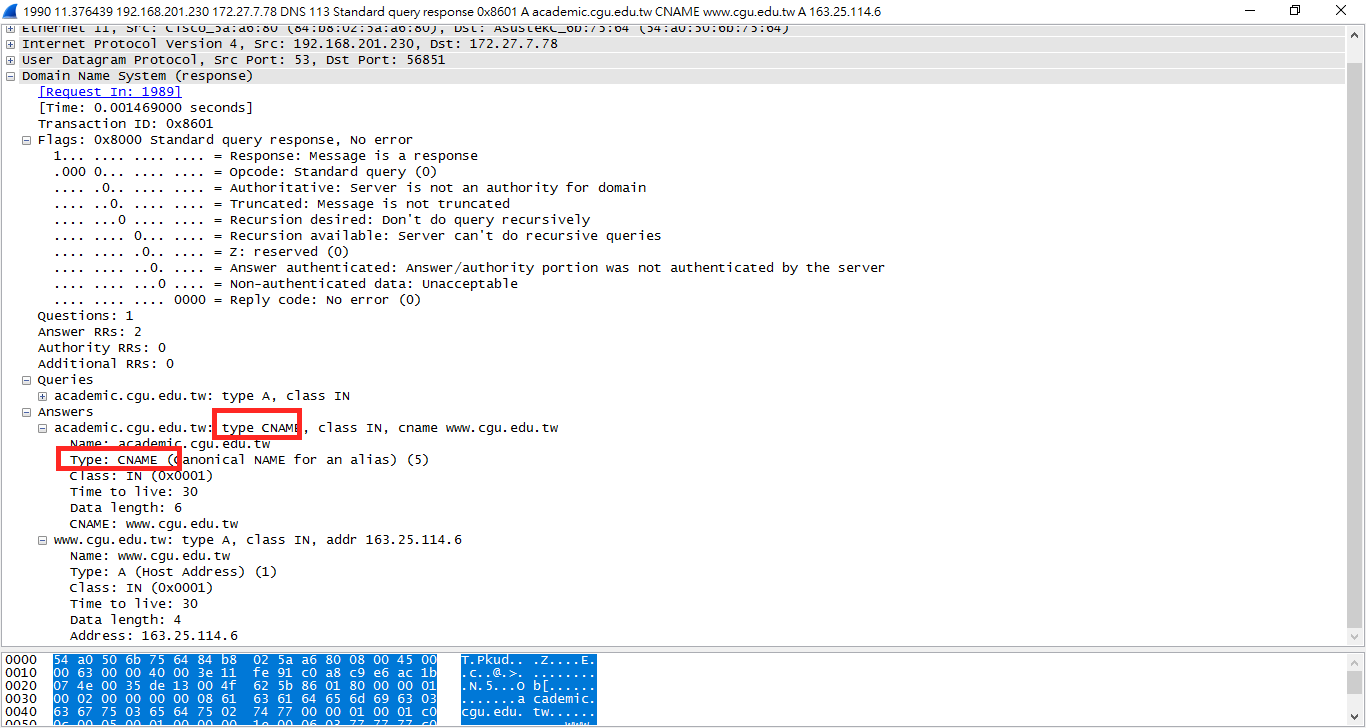 1990 11.376439 192.168.201.230 172.27.7.78 DNS 113 Standard query response 0x8601 A academic.cgu.edu.tw CNAME www.cgu.edu.tw A 163.25.114.6
Ethernet II, Src: Cisco_5a:a6:80 (84:b8:02:5a:a6:80), Dst: AsustekC_6b:75:64 (54:a0:50:6b:75:64)
Internet Protocol Version 4, Src: 192.168.201.230, Dst: 172.27.7.78
User Datagram Protocol, Src Port: 53, Dst Port: 56851
Domain Name System (response)
[Request In: 1989]
[Time: 0.001469000 seconds]
Transaction ID: 0x8601
Flags: 0x8000 Standard query response, No error
1... .... .... .... = Response: Message is a response
.000 0... .... .... = Opcode: Standard query (0)
.... .0.. .... .... = Authoritative: Server is not an authority for domain
.... ..0. .... .... = Truncated: Message is not truncated
.... ...0 .... .... = Recursion desired: Don't do query recursively
.... .... 0... .... = Recursion available: Server can't do recursive queries
.... .... .0.. .... = Z: reserved (0)
.... .... ..0. .... = Answer authenticated: Answer/authority portion was not authenticated by the server
.... .... ...0 .... = Non-authenticated data: Unacceptable
.... .... .... 0000 = Reply code: No error (0)
Questions: 1
Answer RRs: 2
Authority RRs: 0
Additional RRs: 0
Queries
academic.cgu.edu.tw: type A, class IN
Answers
academic.cgu.edu.tw: type CNAME, class IN, cname www.cgu.edu.tw
Name: academic.cgu.edu.tw
Type: CNAME (Canonical NAME for an alias) (5)
Class: IN (0x0001)
Time to live: 30
Data length: 6
CNAME: www.cgu.edu.tw
www.cgu.edu.tw: type A, class IN, addr 163.25.114.6
Name: www.cgu.edu.tw
Type: A (Host Address) (1)
Class: IN (0x0001)
Time to live: 30
Data length: 4
Address: 163.25.114.6
0000 54 a0 50 6b 75 64 84 b8 02 5a a6 80 08 00 45 00 T.Pkud.. .Z....E.
0010 00 63 00 00 40 00 3e 11 fe 91 c0 a8 c9 e6 ac 1b .c..@.>. ........
0020 07 4e 00 35 de 13 00 4f 62 5b 86 01 80 00 00 01 .N.5...O b[......
0030 00 02 00 00 00 00 08 61 63 61 64 65 6d 69 63 03 .......a cademic.
0040 63 67 75 03 65 64 75 02 74 77 00 00 01 00 01 c0 cgu.edu. tw......
0050 0c 00 05 00 01 00 00 00 1e 00 06 03 77 77 77 c0